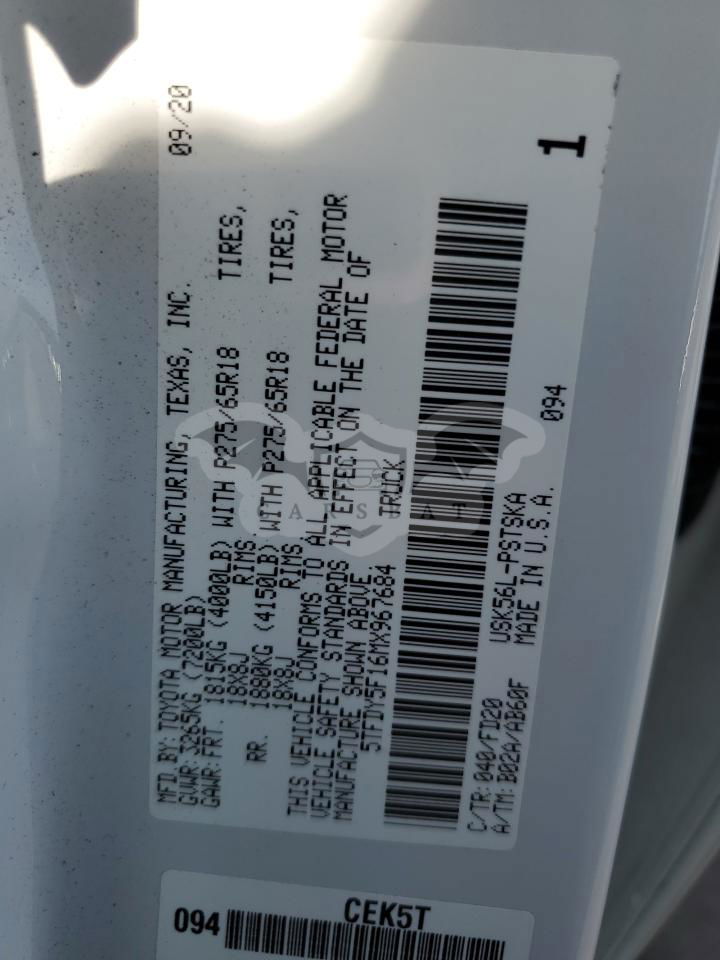 MFD BY: TOYOTA MOTOR MANUFACTURING, TEXAS, INC. 09/20
GVWR: 3265KG (7200LB)
GAWR: FRT. 1815KG (4000LB) WITH P275/65R18 TIRES,
18X8J RIMS
RR. 1880KG (4150LB) WITH P275/65R18 TIRES,
18X8J RIMS
THIS VEHICLE CONFORMS TO ALL APPLICABLE FEDERAL MOTOR
VEHICLE SAFETY STANDARDS IN EFFECT ON THE DATE OF
MANUFACTURE SHOWN ABOVE.
5TFDY5F16MX967684 TRUCK
1
C/TR: 040/FD20 USK56L-PSTSKA 094
A/TM: B02A/AB60F MADE IN U.S.A.
CEK5T
094
CARSBAT